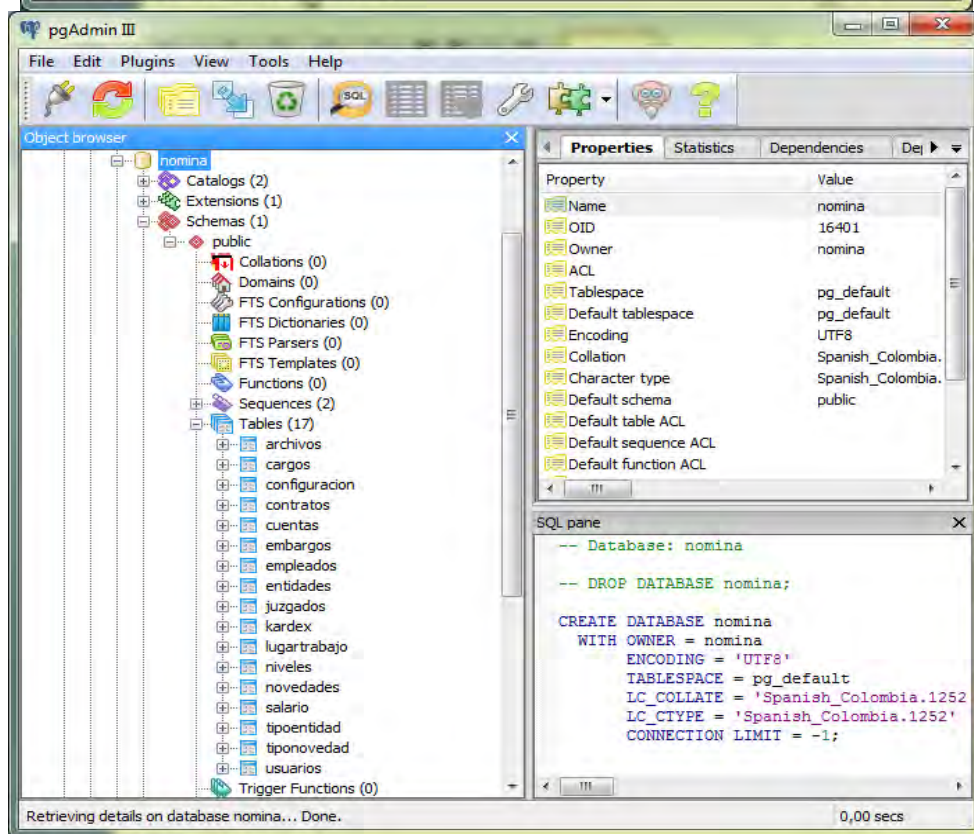 pgAdmin III
File Edit Plugins View Tools Help
SQL
Object browser
nomina
Catalogs (2)
Extensions (1)
Schemas (1)
public
Collations (0)
Domains (0)
FTS Configurations (0)
FTS Dictionaries (0)
FTS Parsers (0)
FTS Templates (0)
Functions (0)
Sequences (2)
Tables (17)
archivos
cargos
configuracion
contratos
cuentas
embargos
empleados
entidades
juzgados
kardex
lugartrabajo
niveles
novedades
salario
tipoentidad
tiponovedad
usuarios
Trigger Functions (0)
Properties Statistics Dependencies De
Property Value
Name nomina
OID 16401
Owner nomina
ACL
Tablespace pg_default
Default tablespace pg_default
Encoding UTF8
Collation Spanish_Colombia.
Character type Spanish_Colombia.
Default schema public
Default table ACL
Default sequence ACL
Default function ACL
SQL pane
-- Database: nomina
-- DROP DATABASE nomina;
CREATE DATABASE nomina
WITH OWNER = nomina
ENCODING = 'UTF8'
TABLESPACE = pg_default
LC_COLLATE = 'Spanish_Colombia.1252
LC_CTYPE = 'Spanish_Colombia.1252'
CONNECTION LIMIT = -1;
Retrieving details on database nomina... Done. 0,00 secs